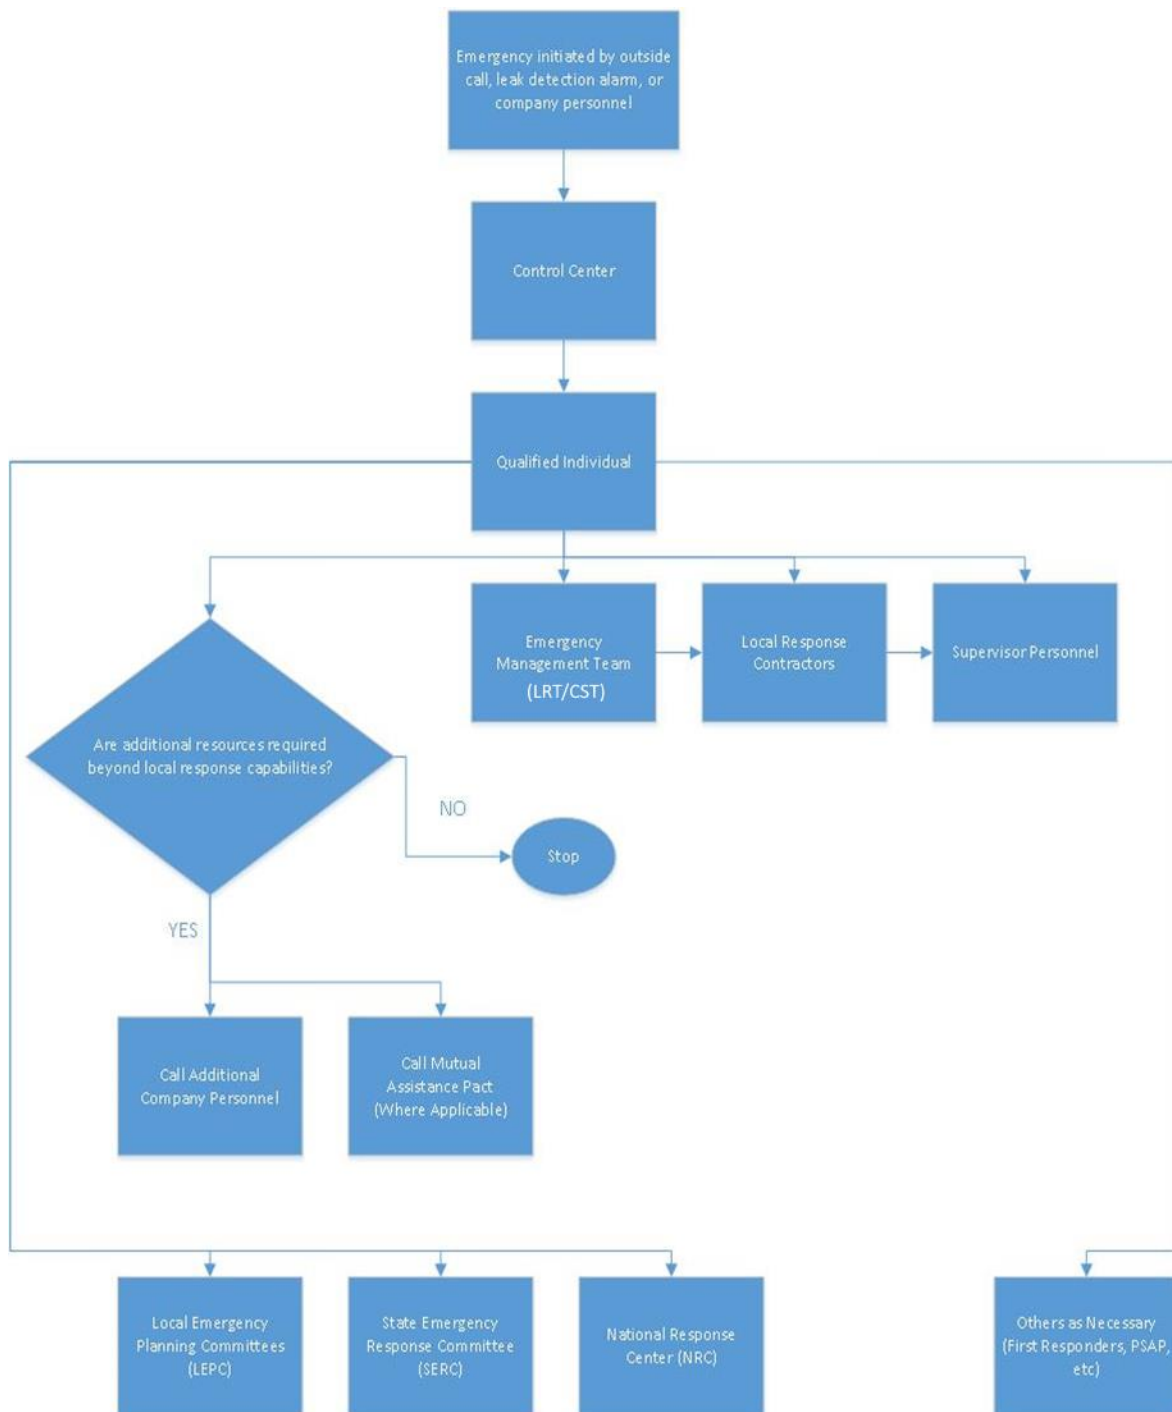 Emergency initiated by outside
call, leak detection alarm, or
company personnel
Control Center
Qualified Individual
Emergency
Management Team
(LRT/CST)
Local Response
Contractors
Supervisor Personnel
Are additional resources required
beyond local response capabilities?
NO
Stop
YES
Call Additional
Company Personnel
Call Mutual
Assistance Pact
(Where Applicable)
Local Emergency
Planning Committees
(LEPC)
State Emergency
Response Committee
(SERC)
National Response
Center (NRC)
Others as Necessary
(First Responders, PSAP,
etc)